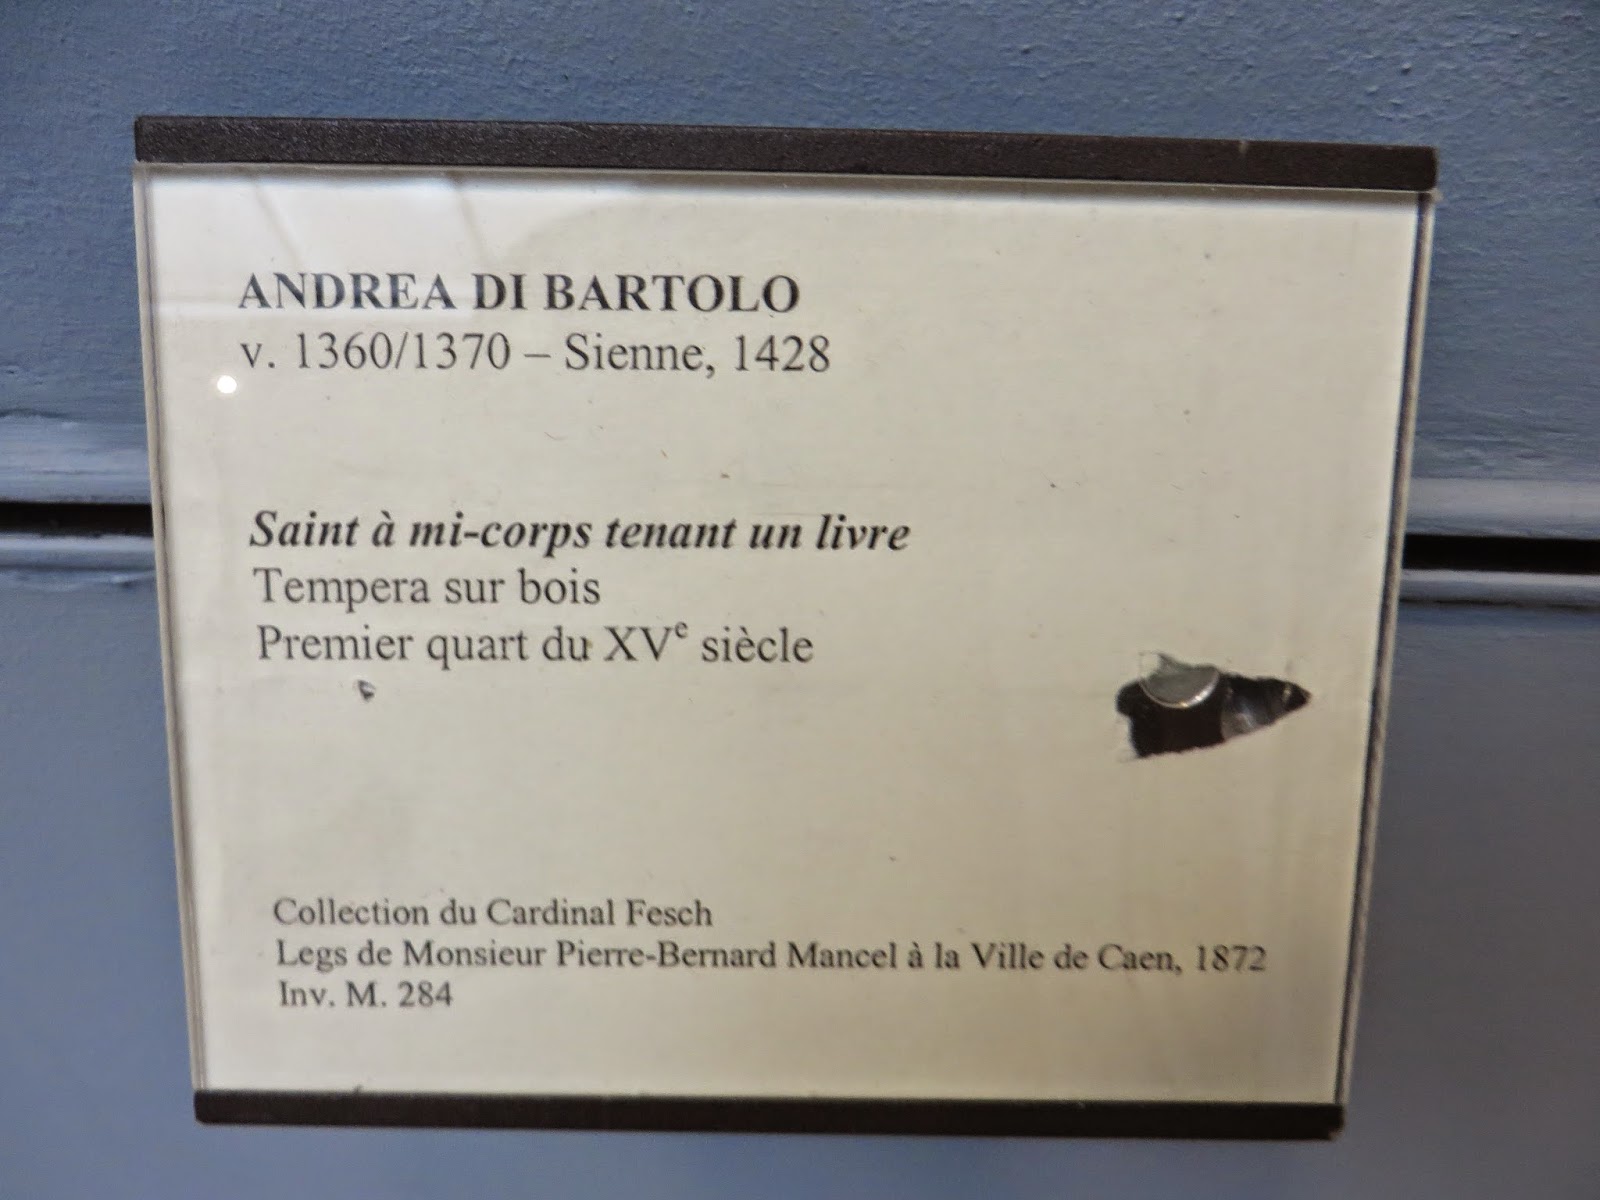 ANDREA DI BARTOLO
v. 1360/1370 – Sienne, 1428
Saint à mi-corps tenant un livre
Tempera sur bois
Premier quart du XVe siècle
Collection du Cardinal Fesch
Legs de Monsieur Pierre-Bernard Mancel à la Ville de Caen, 1872
Inv. M. 284